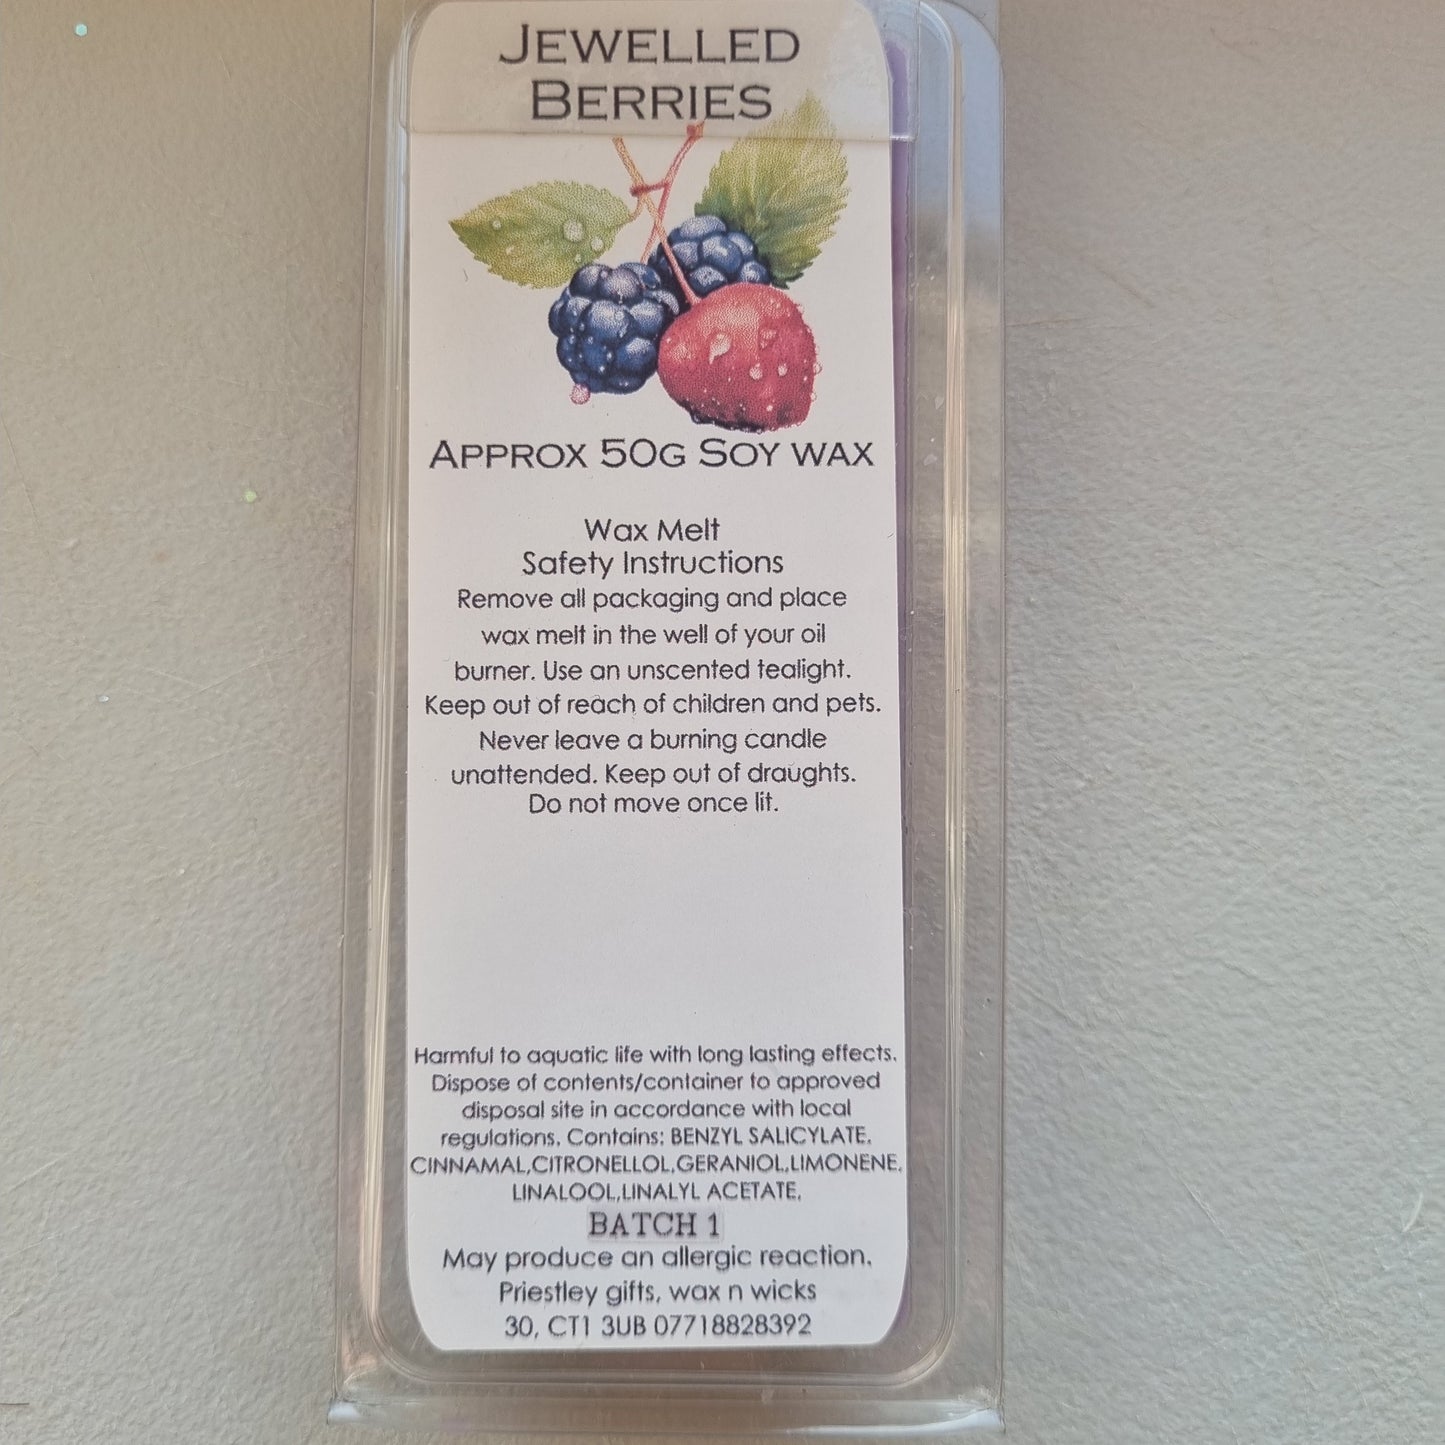 JEWELLED
BERRIES
APPROX 50G SOY WAX
Wax Melt
Safety Instructions
Remove all packaging and place
wax melt in the well of your oil
burner. Use an unscented tealight.
Keep out of reach of children and pets.
Never leave a burning candle
unattended. Keep out of draughts.
Do not move once lit.
Harmful to aquatic life with long lasting effects.
Dispose of contents/container to approved
disposal site in accordance with local
regulations. Contains: BENZYL SALICYLATE,
CINNAMAL,CITRONELLOL,GERANIOL,LIMONENE,
LINALOOL,LINALYL ACETATE,
BATCH 1
May produce an allergic reaction.
Priestley gifts, wax n wicks
30, CT1 3UB 07718828392